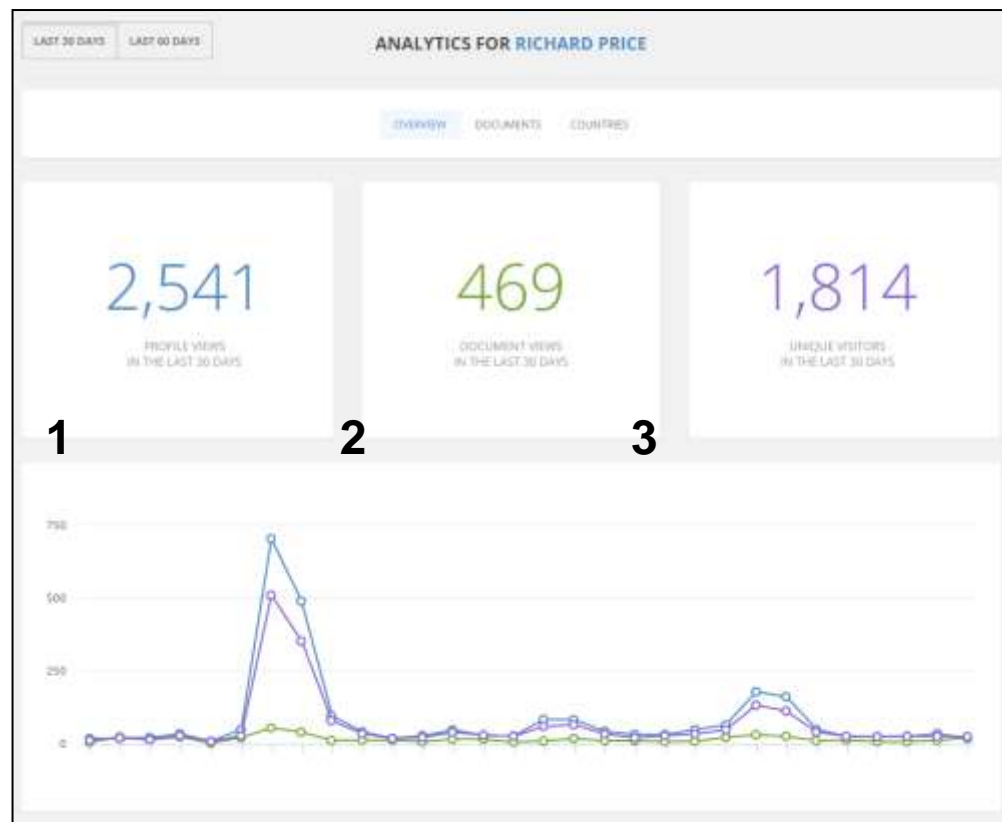 LAST 30 DAYS LAST 60 DAYS
ANALYTICS FOR RICHARD PRICE
OVERVIEW DOCUMENTS COUNTRIES
2,541
PROFILE VIEWS
IN THE LAST 30 DAYS
469
DOCUMENT VIEWS
IN THE LAST 30 DAYS
1,814
UNIQUE VISITORS
IN THE LAST 30 DAYS
1 2 3
750
500
250
0